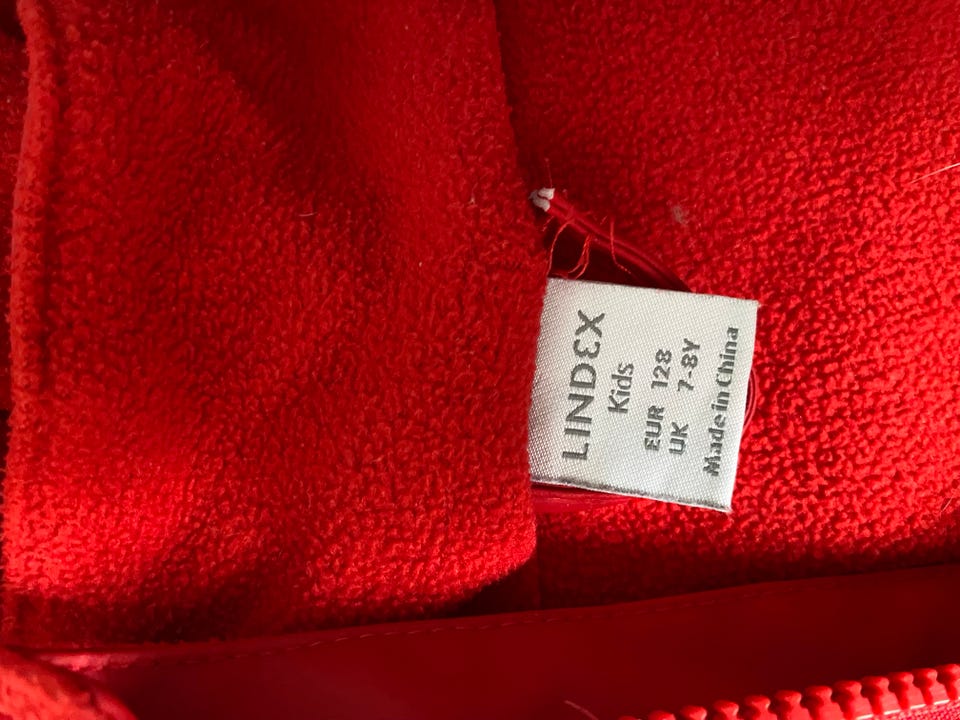 LINDEX
Kids
EUR 128
UK 7-8Y
Made in China